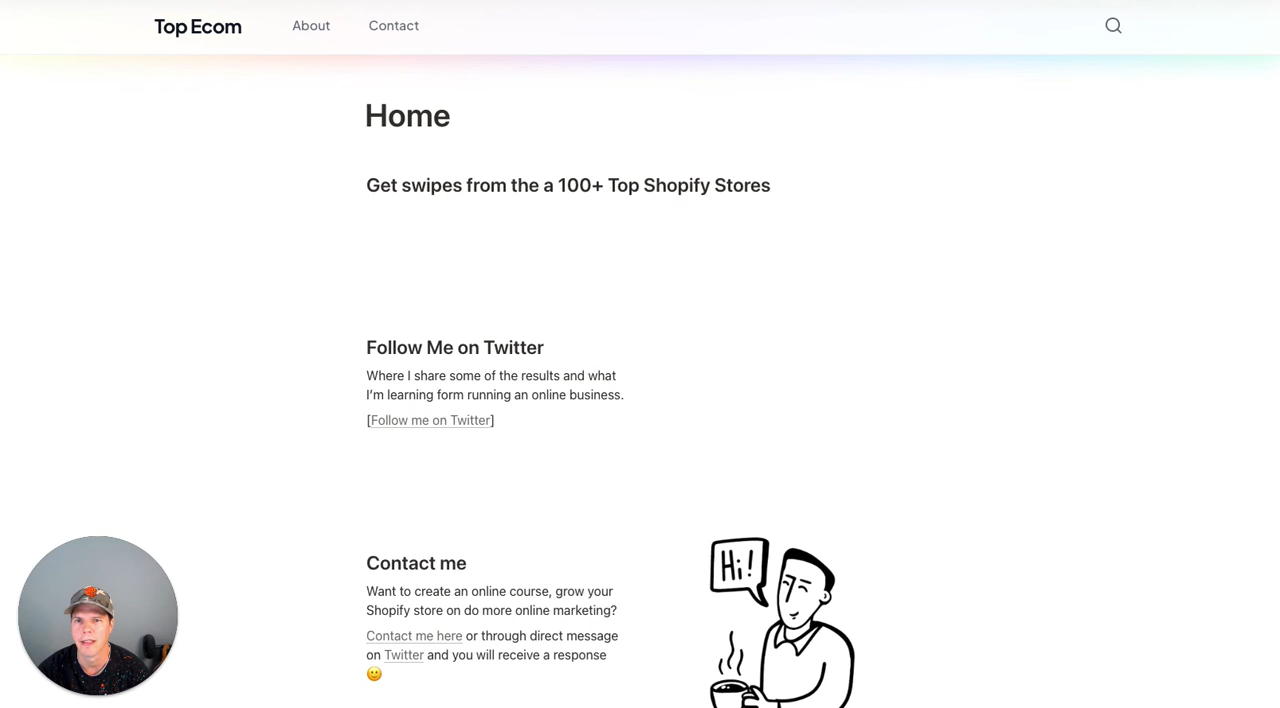 Top Ecom About Contact
Home
Get swipes from the a 100+ Top Shopify Stores
Follow Me on Twitter
Where I share some of the results and what
I'm learning form running an online business.
[Follow me on Twitter]
Contact me
Want to create an online course, grow your
Shopify store on do more online marketing?
Contact me here or through direct message
on Twitter and you will receive a response
🙂
Hi!